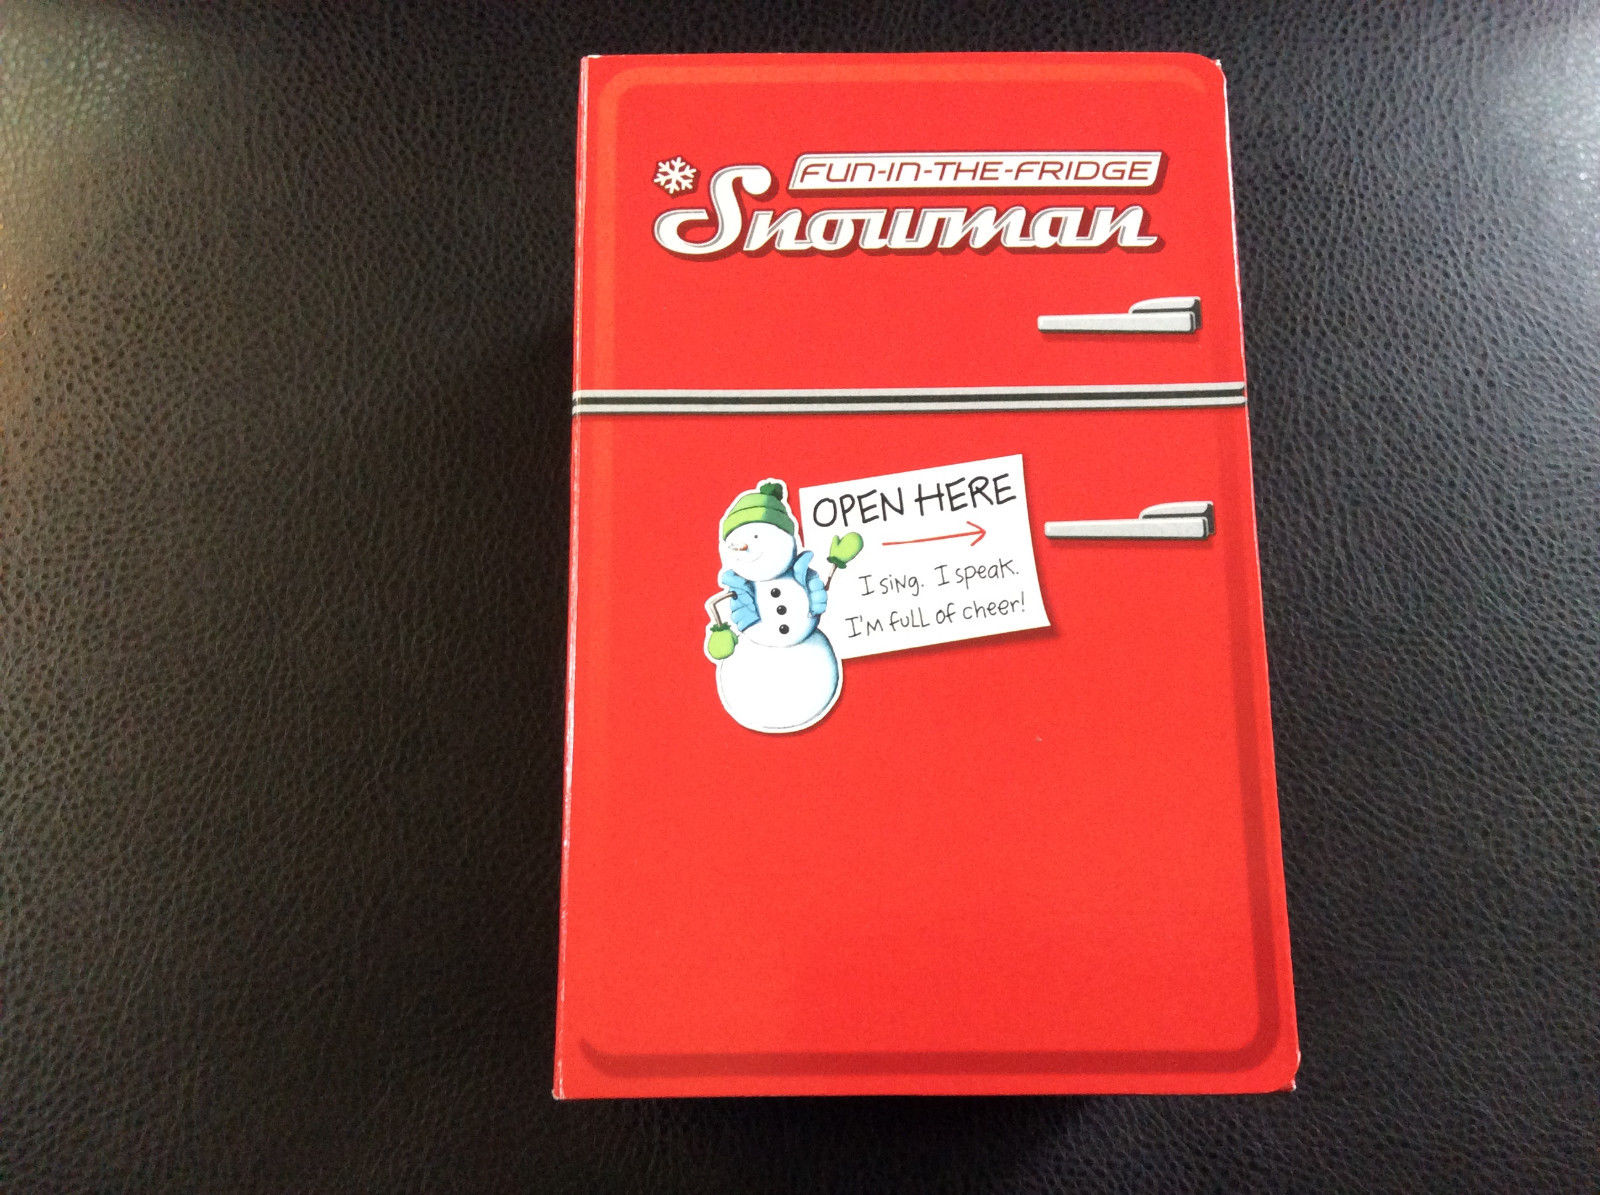 FUN-IN-THE-FRIDGE
Snowman
OPEN HERE
I sing. I speak.
I'm full of cheer!